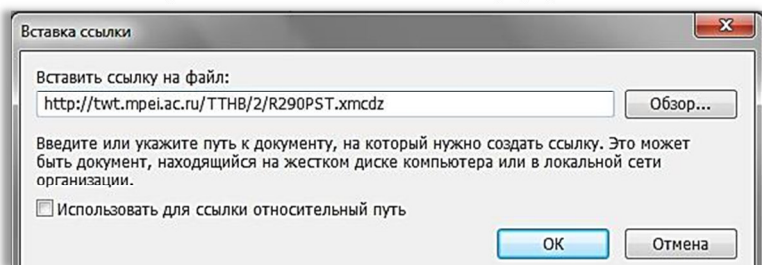 Вставка ссылки
Вставить ссылку на файл:
http://twt.mpei.ac.ru/TTHB/2/R290PST.xmcdz
Обзор...
Введите или укажите путь к документу, на который нужно создать ссылку. Это может
быть документ, находящийся на жестком диске компьютера или в локальной сети
организации.
Использовать для ссылки относительный путь
ОК
Отмена